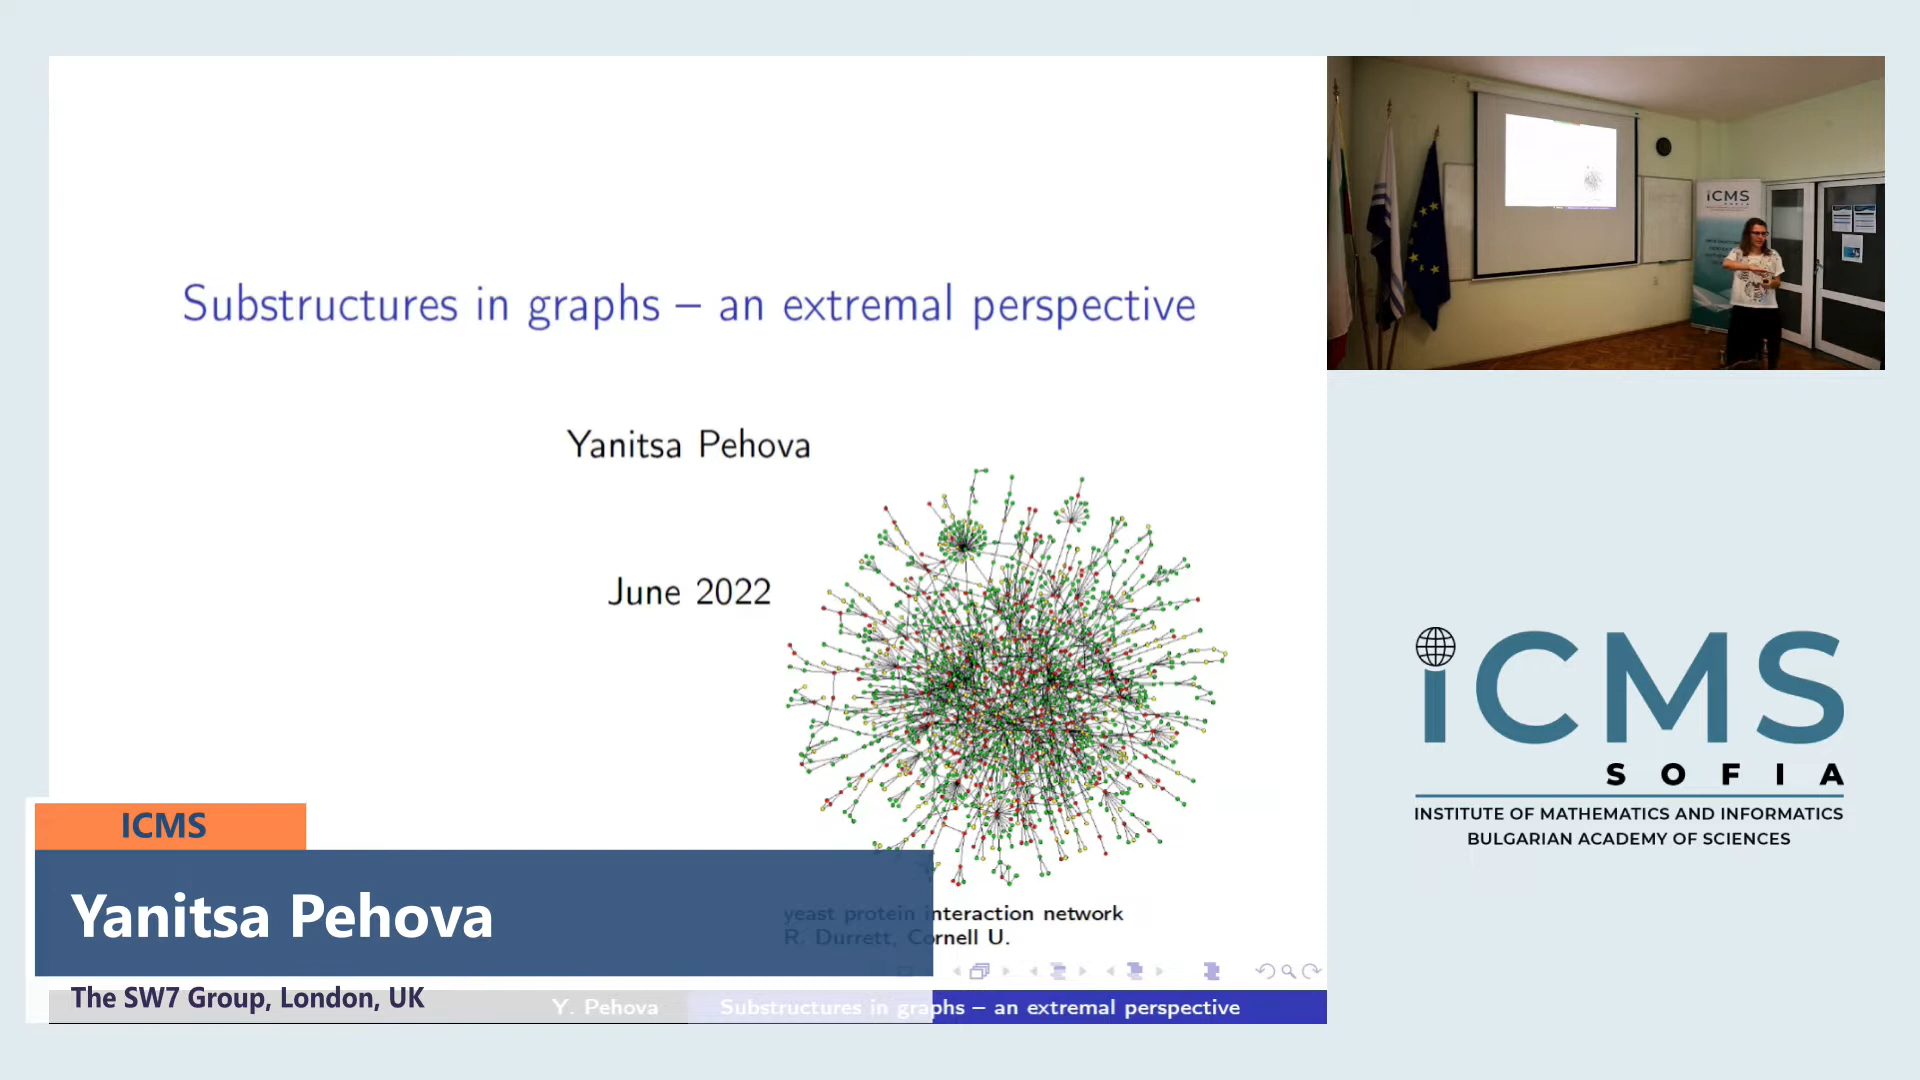 Substructures in graphs – an extremal perspective
Yanitsa Pehova
June 2022
yeast protein interaction network
R. Durrett, Cornell U.
Y. Pehova
Substructures in graphs – an extremal perspective
ICMS
Yanitsa Pehova
The SW7 Group, London, UK
iCMS
SOFIA
iCMS
SOFIA
INSTITUTE OF MATHEMATICS AND INFORMATICS
BULGARIAN ACADEMY OF SCIENCES